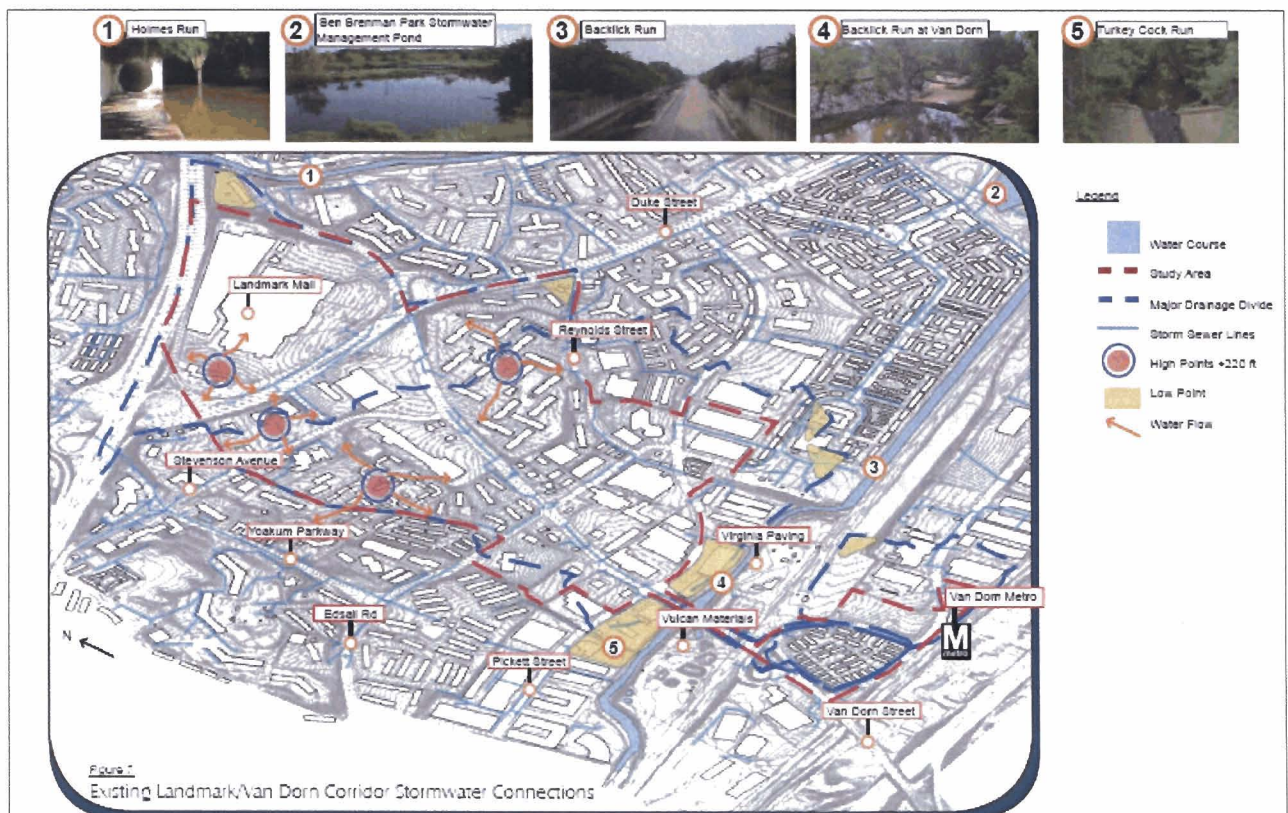 1 Holmes Run
2 Ben Brenman Park Stormwater
Management Pond
3 Backlick Run
4 Backlick Run at Van Dorn
5 Turkey Cock Run
1
2
Duke Street
Landmark Mall
Reynolds Street
Stevenson Avenue
3
Yoakum Parkway
Virginia Paving
4
Van Dorn Metro
M
Edsall Rd
Vulcan Materials
5
Pickett Street
Van Dorn Street
N
Legend
Water Course
Study Area
Major Drainage Divide
Storm Sewer Lines
High Points +220 ft
Low Point
Water Flow
Figure 7
Existing Landmark/Van Dorn Corridor Stormwater Connections